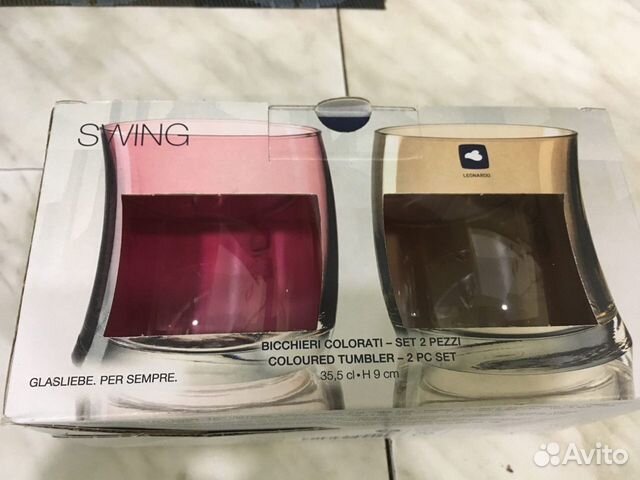 SWING
LEONARDO
BICCHIERI COLORATI – SET 2 PEZZI
COLOURED TUMBLER – 2 PC SET
35,5 cl • H 9 cm
GLASLIEBE. PER SEMPRE.
Avito